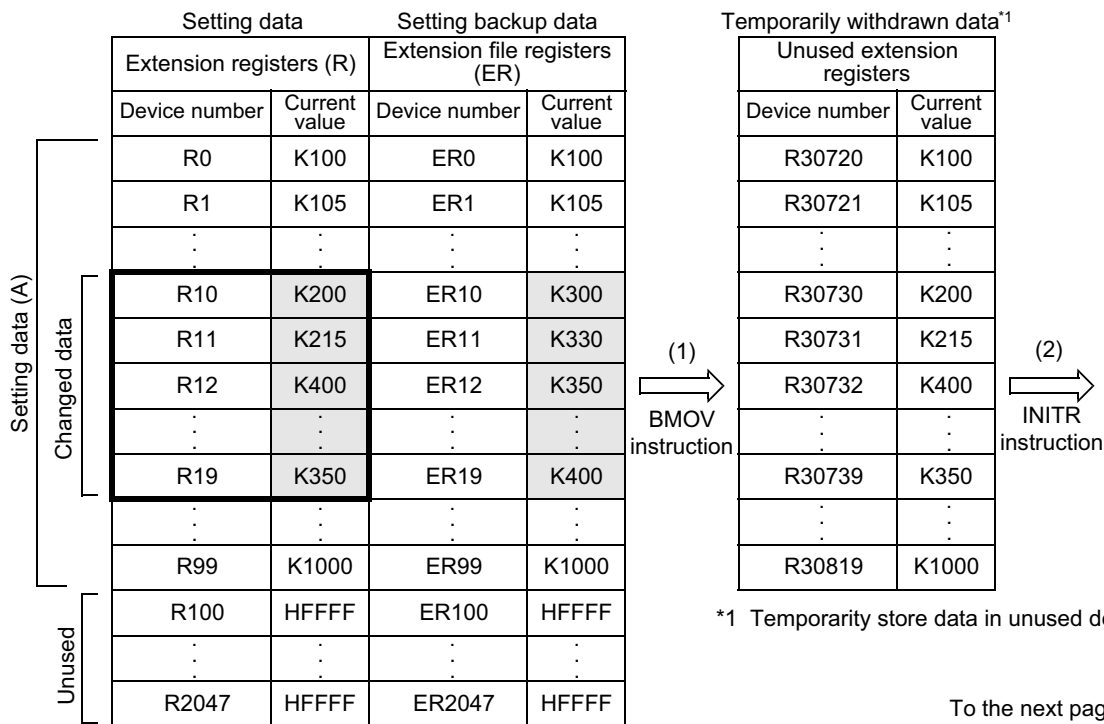 Setting data Setting backup data Temporarily withdrawn data*1
Extension registers (R) Extension file registers (ER) Unused extension registers
Device number Current value Device number Current value Device number Current value
R0 K100 ER0 K100 R30720 K100
R1 K105 ER1 K105 R30721 K105
: : : : : :
R10 K200 ER10 K300 R30730 K200
R11 K215 ER11 K330 R30731 K215
R12 K400 ER12 K350 R30732 K400
: : : : : :
R19 K350 ER19 K400 R30739 K350
: : : : : :
R99 K1000 ER99 K1000 R30819 K1000
R100 HFFFF ER100 HFFFF
: : : :
R2047 HFFFF ER2047 HFFFF
Setting data (A)
Changed data
Unused
(1)
BMOV
instruction
(2)
INITR
instruction
*1 Temporarity store data in unused
To the next